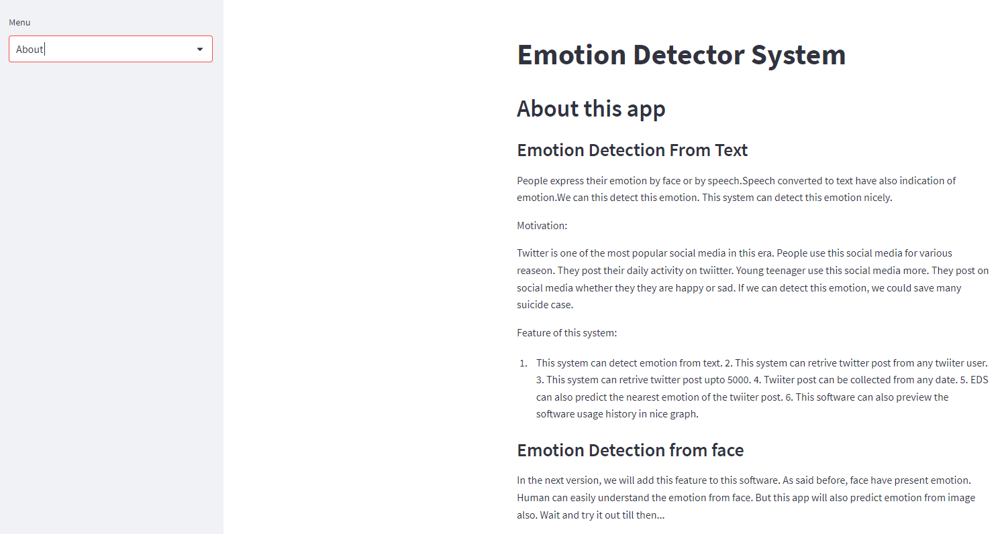 Menu
About
Emotion Detector System
About this app
Emotion Detection From Text
People express their emotion by face or by speech.Speech converted to text have also indication of
emotion.We can this detect this emotion. This system can detect this emotion nicely.
Motivation:
Twitter is one of the most popular social media in this era. People use this social media for various
reaseon. They post their daily activity on twiitter. Young teenager use this social media more. They post on
social media whether they they are happy or sad. If we can detect this emotion, we could save many
suicide case.
Feature of this system:
1. This system can detect emotion from text. 2. This system can retrive twitter post from any twiiter user.
3. This system can retrive twitter post upto 5000. 4. Twiiter post can be collected from any date. 5. EDS
can also predict the nearest emotion of the twiiter post. 6. This software can also preview the
software usage history in nice graph.
Emotion Detection from face
In the next version, we will add this feature to this software. As said before, face have present emotion.
Human can easily understand the emotion from face. But this app will also predict emotion from image
also. Wait and try it out till then...